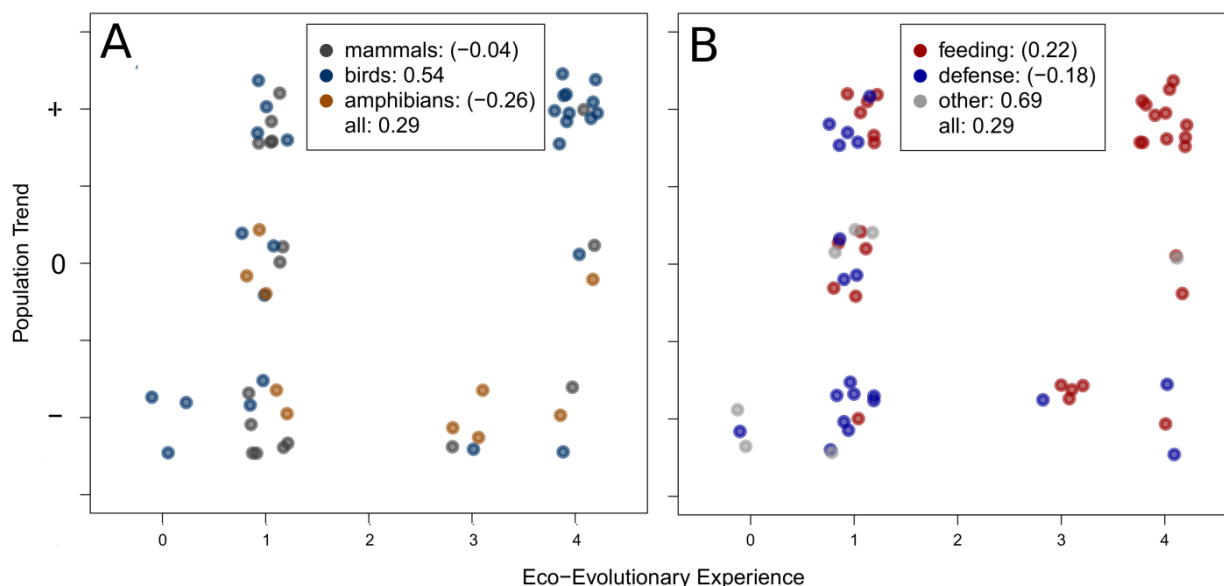 A
mammals: (−0.04)
birds: 0.54
amphibians: (−0.26)
all: 0.29
B
feeding: (0.22)
defense: (−0.18)
other: 0.69
all: 0.29
Population Trend
+
0
−
0 1 2 3 4
0 1 2 3 4
Eco−Evolutionary Experience